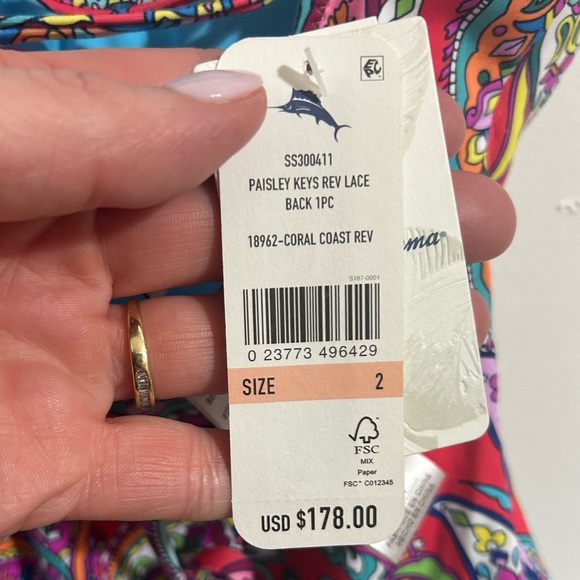 SS300411
PAISLEY KEYS REV LACE
BACK 1PC
18962-CORAL COAST REV
S187-0001
0 23773 496429
SIZE 2
FSC
MIX
Paper
FSC™ C012345
USD $178.00